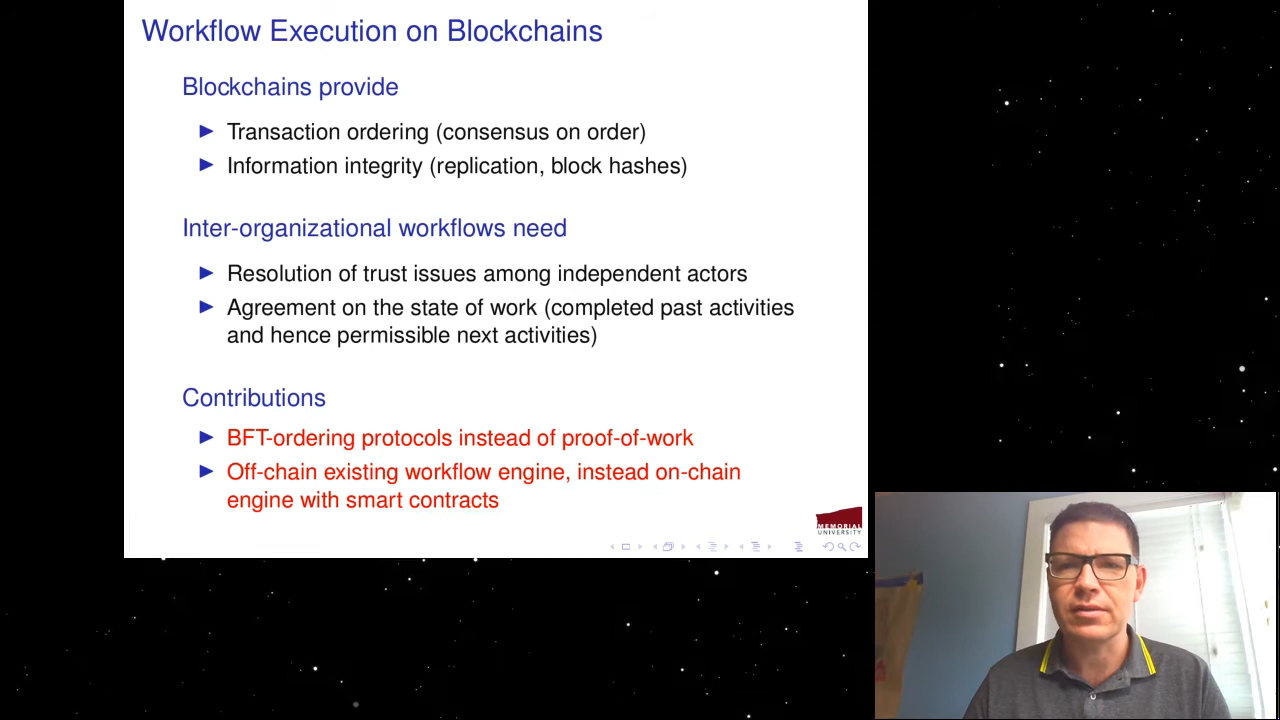 Workflow Execution on Blockchains
Blockchains provide
Transaction ordering (consensus on order)
Information integrity (replication, block hashes)
Inter-organizational workflows need
Resolution of trust issues among independent actors
Agreement on the state of work (completed past activities
and hence permissible next activities)
Contributions
BFT-ordering protocols instead of proof-of-work
Off-chain existing workflow engine, instead on-chain
engine with smart contracts
MEMORIAL
UNIVERSITY